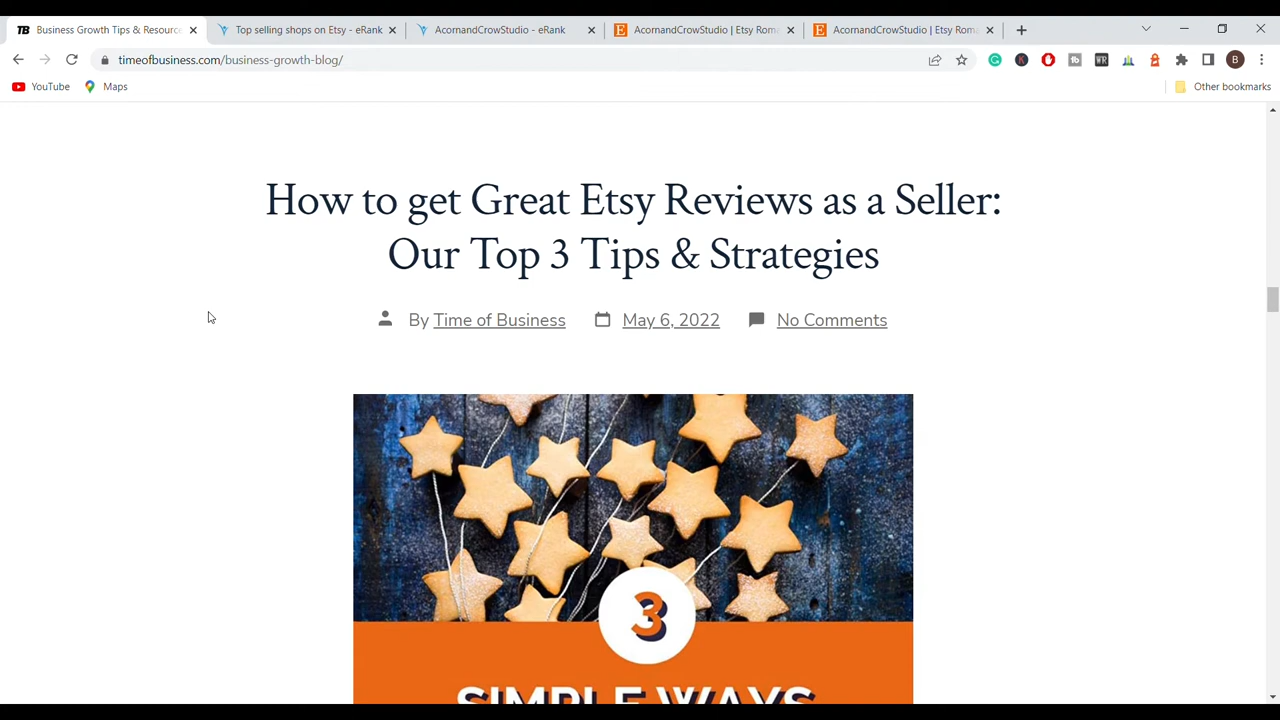 TB Business Growth Tips & Resource
Top selling shops on Etsy - eRank
AcornandCrowStudio - eRank
AcornandCrowStudio | Etsy Rom
AcornandCrowStudio | Etsy Rom
timeofbusiness.com/business-growth-blog/
B
YouTube
Maps
Other bookmarks
How to get Great Etsy Reviews as a Seller:
Our Top 3 Tips & Strategies
By Time of Business
May 6, 2022
No Comments
3
SIMPLE WAYS